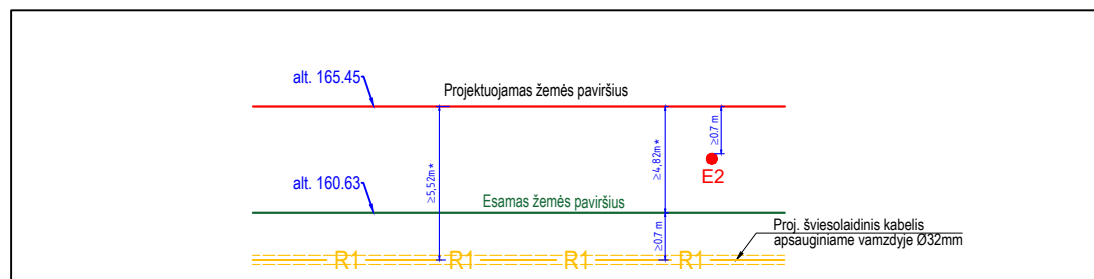 alt. 165.45
Projektuojamas žemės paviršius
≥0.7 m
≥5,52m*
≥4,82m*
E2
alt. 160.63
Esamas žemės paviršius
≥0.7 m
Proj. šviesolaidinis kabelis
apsauginiame vamzdyje Ø32mm
R1 R1 R1 R1